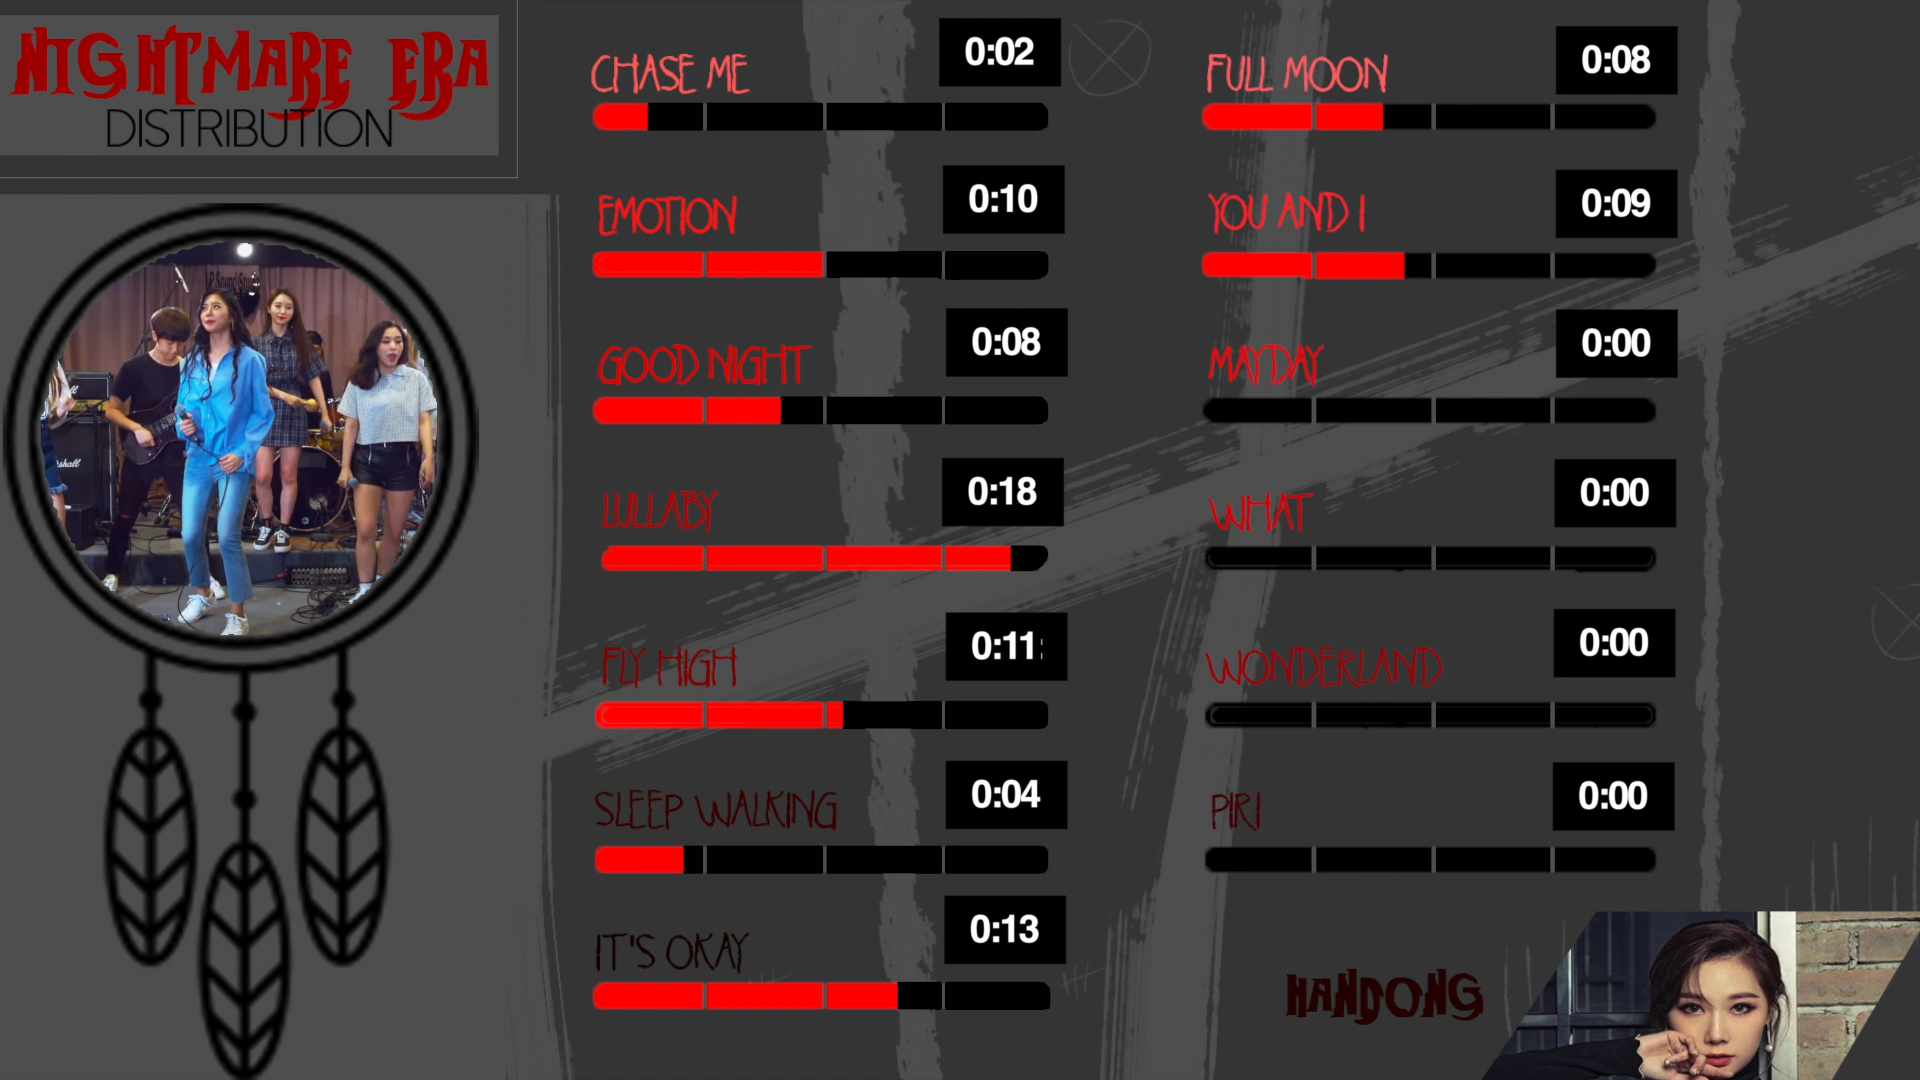 NIGHTMARE ERA
DISTRIBUTION
CHASE ME
0:02
EMOTION
0:10
GOOD NIGHT
0:08
LULLABY
0:18
FLY HIGH
0:11:
SLEEP WALKING
0:04
IT'S OKAY
0:13
FULL MOON
0:08
YOU AND I
0:09
MAYDAY
0:00
WHAT
0:00
WONDERLAND
0:00
PIRI
0:00
HANDONG